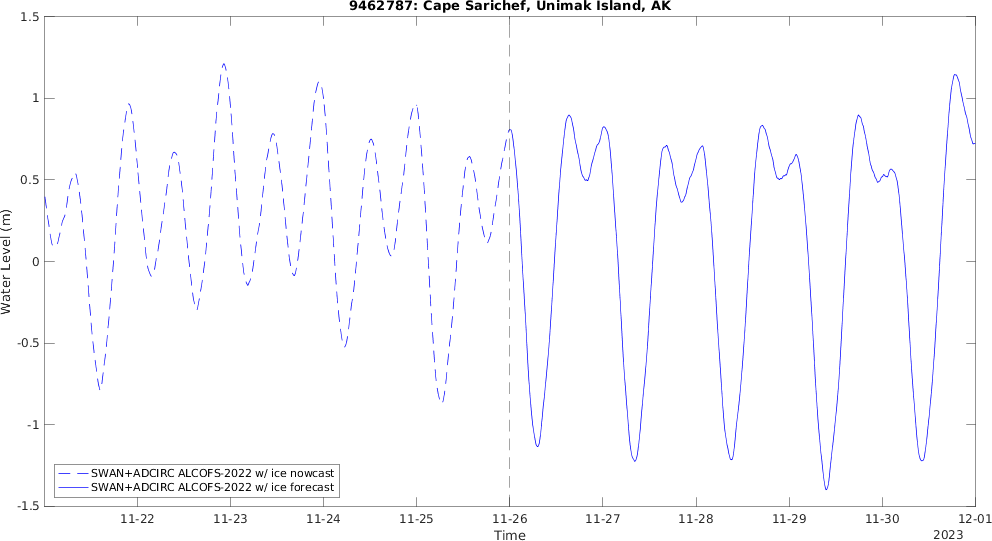 9462787: Cape Sarichef, Unimak Island, AK
1.5
1
0.5
0
-0.5
-1
-1.5
Water Level (m)
SWAN+ADCIRC ALCOFS-2022 w/ ice nowcast
SWAN+ADCIRC ALCOFS-2022 w/ ice forecast
11-22 11-23 11-24 11-25 11-26 11-27 11-28 11-29 11-30 12-01
Time
2023